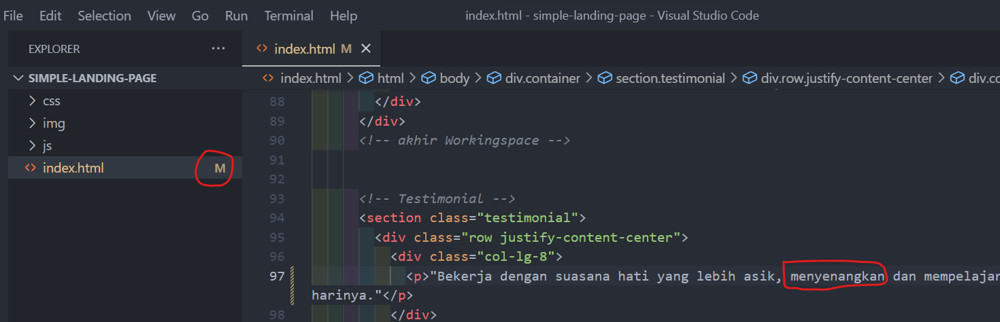 File Edit Selection View Go Run Terminal Help index.html - simple-landing-page - Visual Studio Code
EXPLORER ···
index.html M
SIMPLE-LANDING-PAGE
css
img
js
index.html M
index.html > html > body > div.container > section.testimonial > div.row.justify-content-center >
88 </div>
89 </div>
90 <!-- akhir Workingspace -->
91
92
93 <!-- Testimonial -->
94 <section class="testimonial">
95 <div class="row justify-content-center">
96 <div class="col-lg-8">
97 <p>"Bekerja dengan suasana hati yang lebih asik, menyenangkan dan mempelajar
harinya."</p>
98 </div>